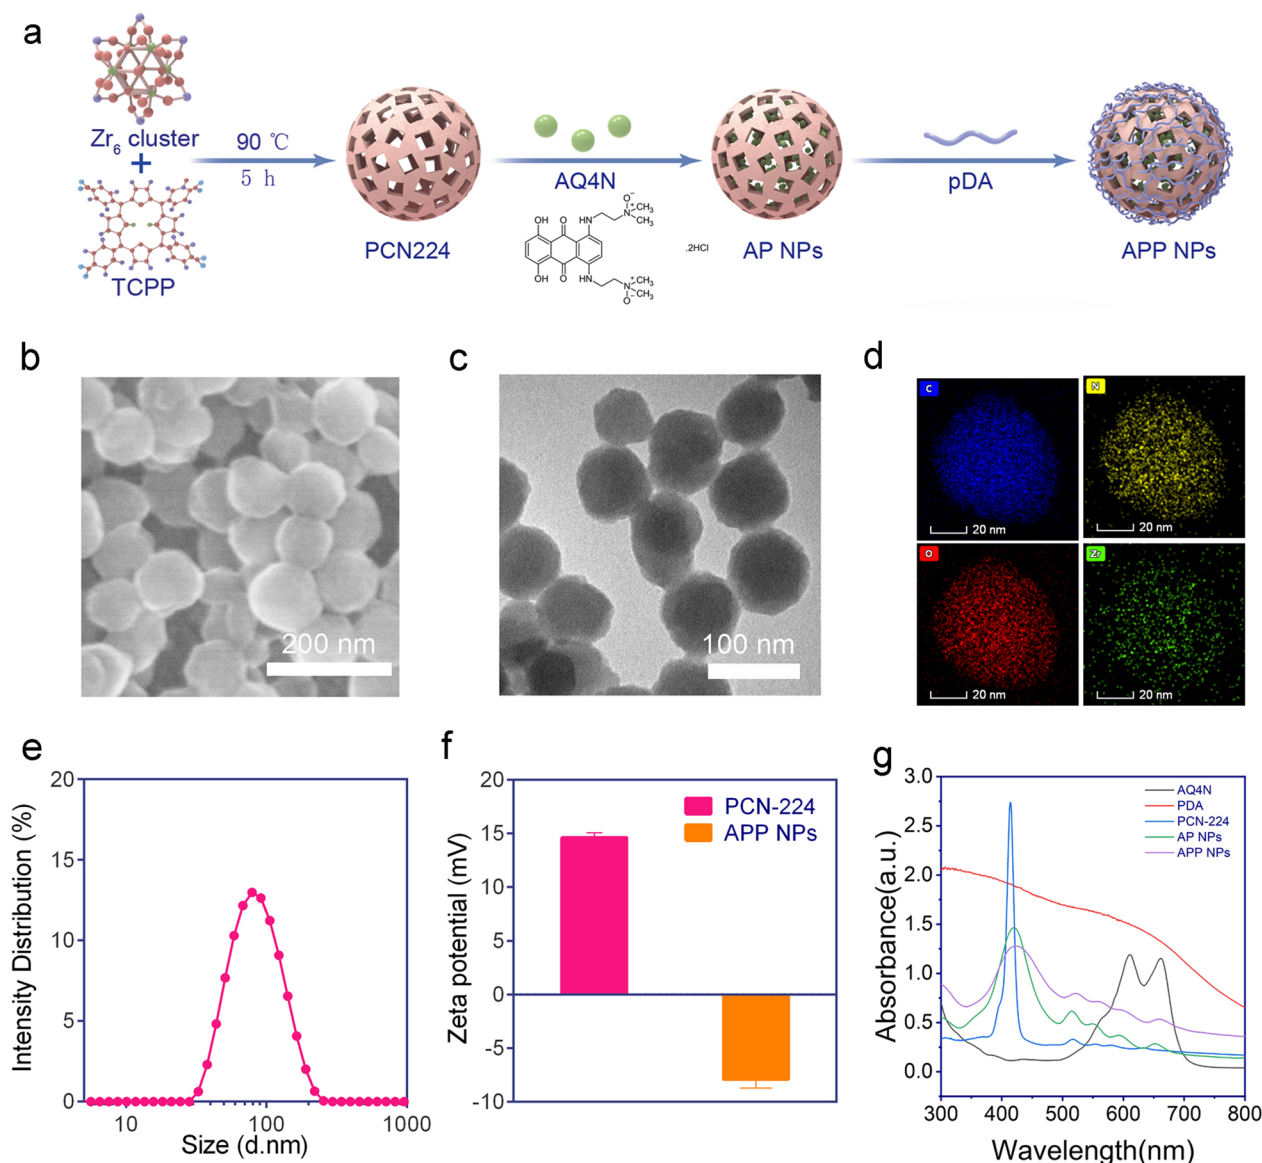 a
Zr6 cluster
+
TCPP
90 ℃
5 h
PCN224
AQ4N
OH
O
HN
N
+
O
−
CH3
CH3
OH
O
HN
N
+
O
−
CH3
CH3
.2HCl
AP NPs
pDA
APP NPs
b
200 nm
c
100 nm
d
C
20 nm
N
20 nm
O
20 nm
Zr
20 nm
e
Intensity Distribution (%)
20
15
10
5
0
10
100
1000
Size (d.nm)
f
Zeta potential (mV)
20
15
10
5
0
-5
-10
PCN-224
APP NPs
g
Absorbance(a.u.)
3.0
2.5
2.0
1.5
1.0
0.5
0.0
AQ4N
PDA
PCN-224
AP NPs
APP NPs
300
400
500
600
700
800
Wavelength(nm)